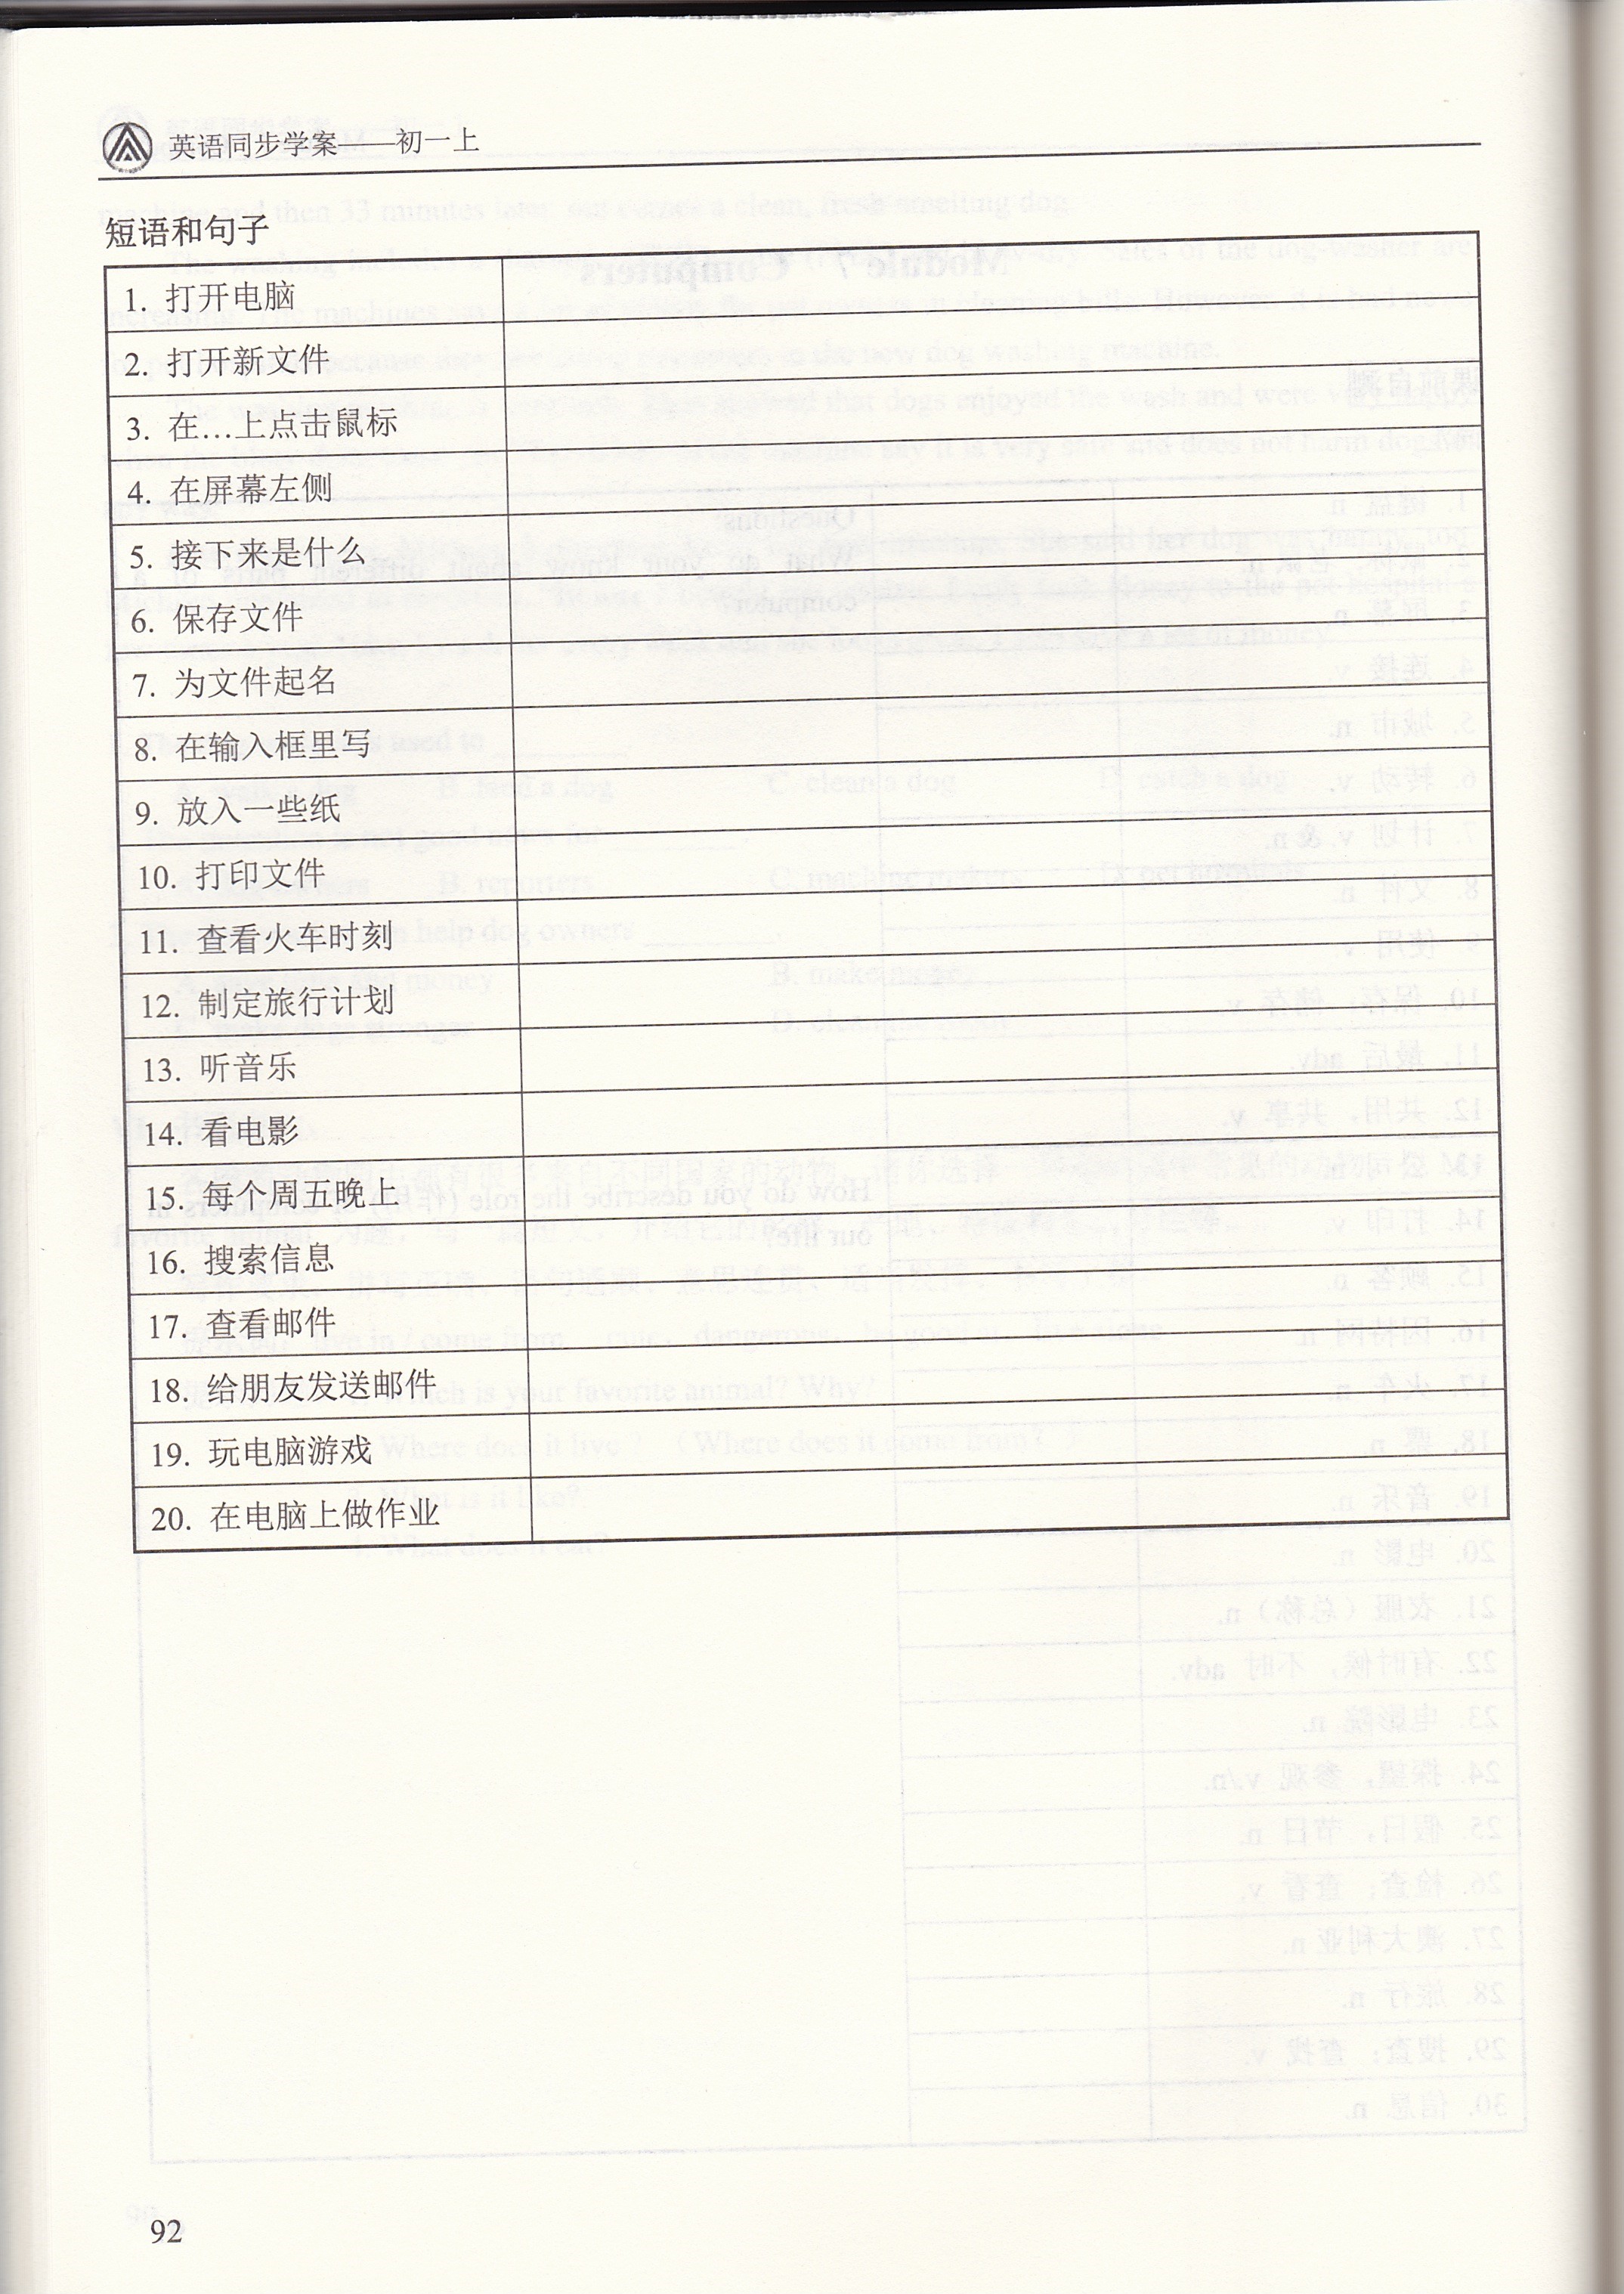 英语同步学案——初一上
短语和句子
1. 打开电脑
2. 打开新文件
3. 在…上点击鼠标
4. 在屏幕左侧
5. 接下来是什么
6. 保存文件
7. 为文件起名
8. 在输入框里写
9. 放入一些纸
10. 打印文件
11. 查看火车时刻
12. 制定旅行计划
13. 听音乐
14. 看电影
15. 每个周五晚上
16. 搜索信息
17. 查看邮件
18. 给朋友发送邮件
19. 玩电脑游戏
20. 在电脑上做作业
92